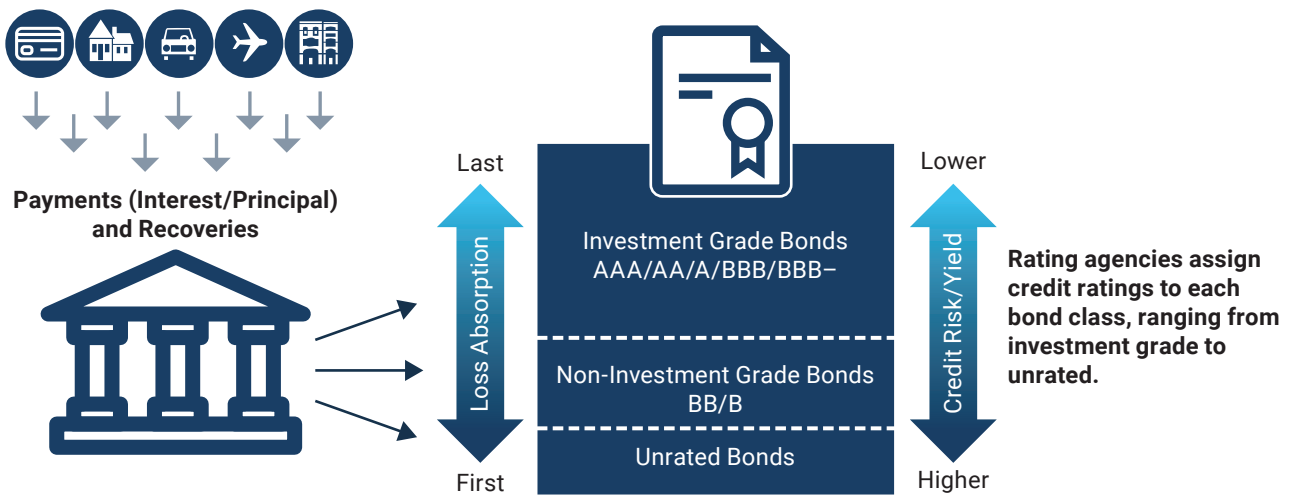 Payments (Interest/Principal)
and Recoveries
Last
Loss Absorption
First
Investment Grade Bonds
AAA/AA/A/BBB/BBB–
Non-Investment Grade Bonds
BB/B
Unrated Bonds
Lower
Credit Risk/Yield
Higher
Rating agencies assign
credit ratings to each
bond class, ranging from
investment grade to
unrated.